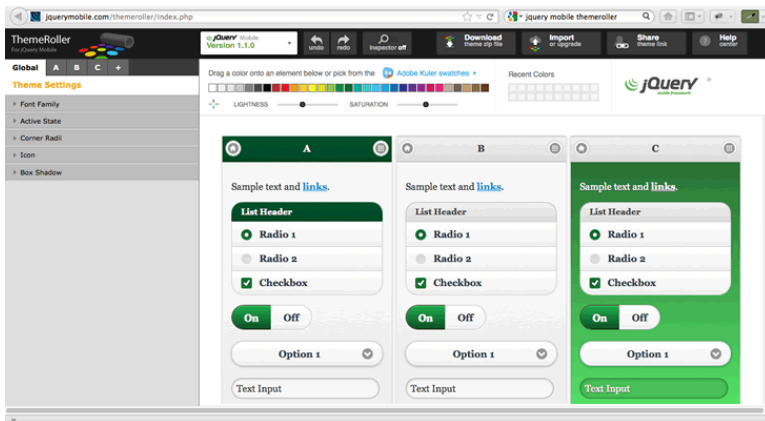 jquerymobile.com/themeroller/index.php
jquery mobile themeroller
ThemeRoller
For jQuery Mobile
jQuery Mobile
Version 1.1.0
undo
redo
Inspector off
Download
theme zip file
Import
or upgrade
Share
theme link
Help
center
Global A B C +
Theme Settings
Font Family
Active State
Corner Radii
Icon
Box Shadow
Drag a color onto an element below or pick from the Adobe Kuler swatches
LIGHTNESS SATURATION
Recent Colors
jQuery
mobile framework
A
Sample text and links.
List Header
Radio 1
Radio 2
Checkbox
On Off
Option 1
Text Input
B
Sample text and links.
List Header
Radio 1
Radio 2
Checkbox
On Off
Option 1
Text Input
C
Sample text and links.
List Header
Radio 1
Radio 2
Checkbox
On Off
Option 1
Text Input